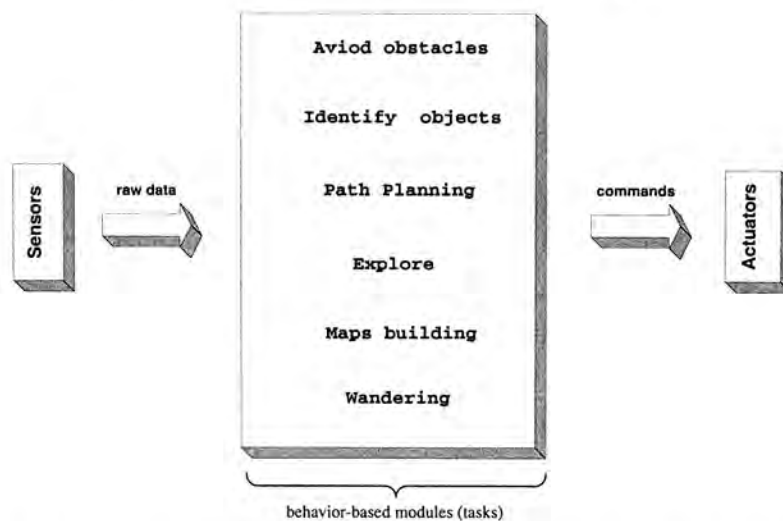 Sensors
raw data
Aviod obstacles
Identify objects
Path Planning
Explore
Maps building
Wandering
commands
Actuators
behavior-based modules (tasks)